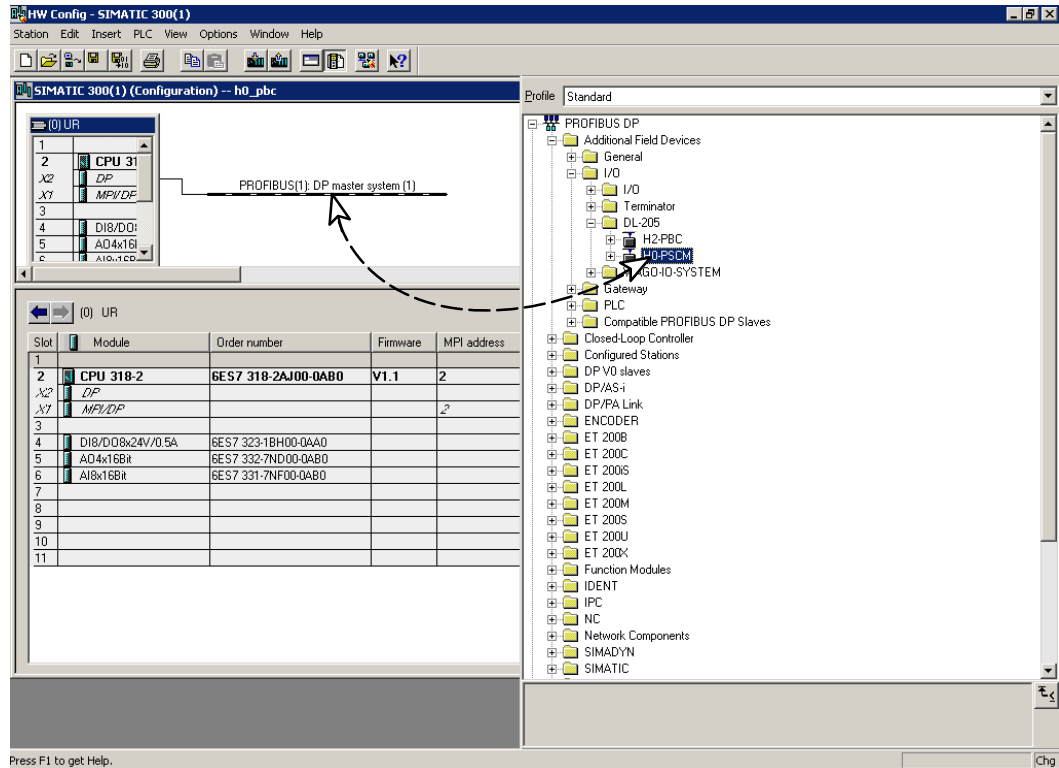 HW Config - SIMATIC 300(1)
Station Edit Insert PLC View Options Window Help
SIMATIC 300(1) (Configuration) -- h0_pbc
(0) UR
1
2 CPU 31
X2 DP
X1 MPI/DP
3
4 DI8/DO
5 AO4x16
PROFIBUS(1): DP master system (1)
(0) UR
Slot Module Order number Firmware MPI address
1
2 CPU 318-2 6ES7 318-2AJ00-0AB0 V1.1 2
X2 DP
X1 MPI/DP 2
3
4 DI8/DO8x24V/0.5A 6ES7 323-1BH00-0AA0
5 AO4x16Bit 6ES7 332-7ND00-0AB0
6 AI8x16Bit 6ES7 331-7NF00-0AB0
7
8
9
10
11
Profile Standard
PROFIBUS DP
Additional Field Devices
General
I/O
I/O
Terminator
DL-205
H2-PBC
H0-PSCM
WAGO-IO-SYSTEM
Gateway
PLC
Compatible PROFIBUS DP Slaves
Closed-Loop Controller
Configured Stations
DP V0 slaves
DP/AS-i
DP/PA Link
ENCODER
ET 200B
ET 200C
ET 200iS
ET 200L
ET 200M
ET 200S
ET 200U
ET 200X
Function Modules
IDENT
IPC
NC
Network Components
SIMADYN
SIMATIC
Press F1 to get Help.
Chg